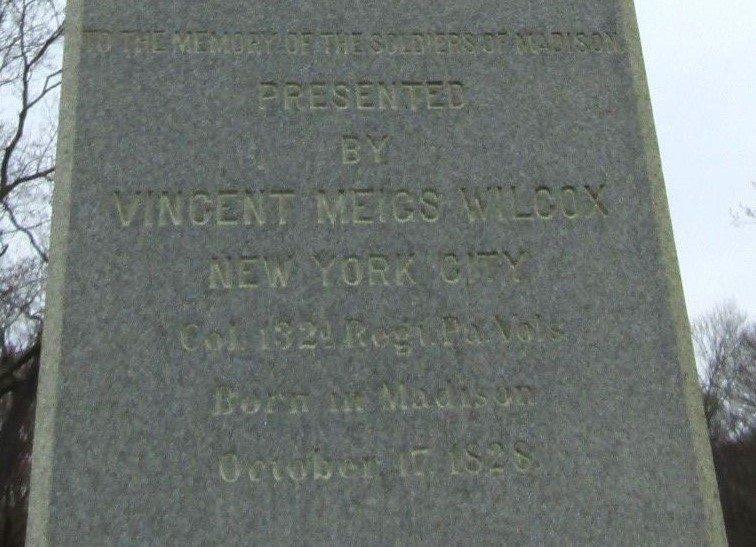 TO THE MEMORY OF THE SOLDIERS OF MADISON.
PRESENTED
BY
VINCENT MEIGS WILCOX
NEW YORK CITY
Col. 132d Regt. Pa. Vols
Born in Madison
October 17, 1828.